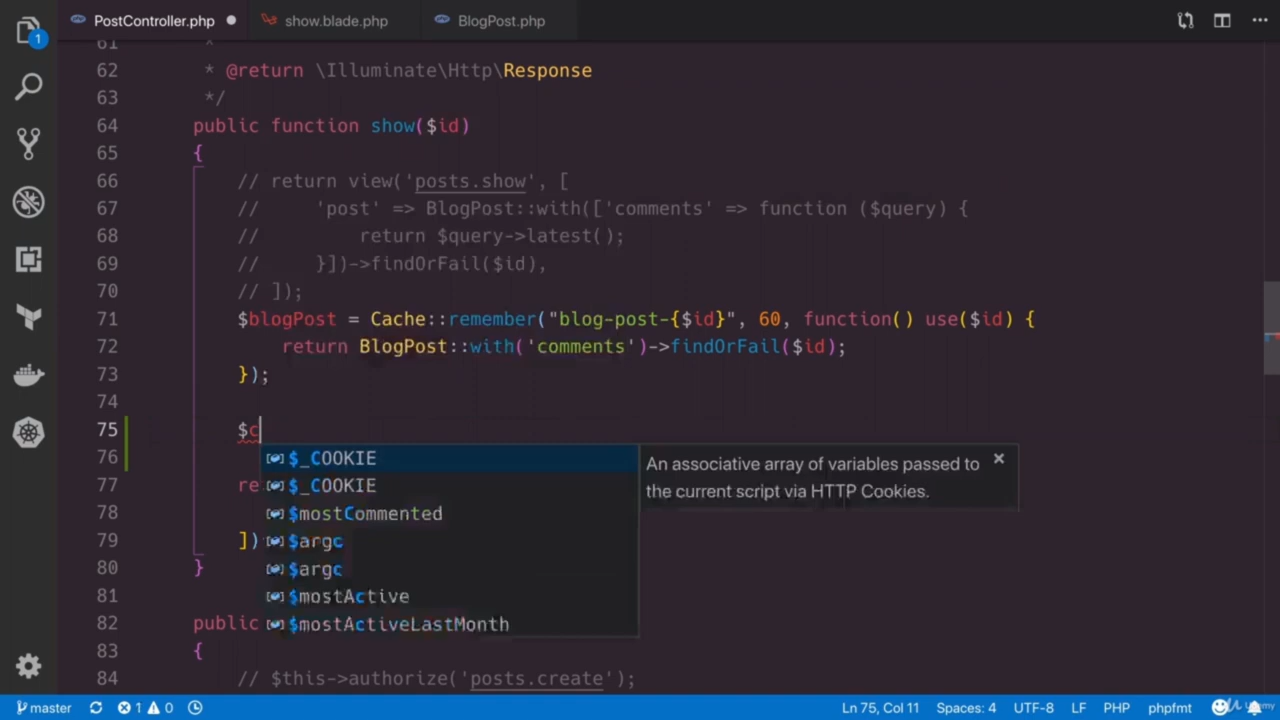 PostController.php show.blade.php BlogPost.php
1
61 *
62 * @return \Illuminate\Http\Response
63 */
64 public function show($id)
65 {
66 // return view('posts.show', [
67 //     'post' => BlogPost::with(['comments' => function ($query) {
68 //         return $query->latest();
69 //     }])->findOrFail($id),
70 // ]);
71 $blogPost = Cache::remember("blog-post-{$id}", 60, function() use($id) {
72     return BlogPost::with('comments')->findOrFail($id);
73 });
74
75 $c
76 $_COOKIE An associative array of variables passed to
the current script via HTTP Cookies.
77 re $_COOKIE
78 $mostCommented
79 ]) $argc
80 } $argc
81 $mostActive
82 public $mostActiveLastMonth
83 {
84 // $this->authorize('posts.create');
master 1 0 Ln 75, Col 11 Spaces: 4 UTF-8 LF PHP phpfmt Udemy